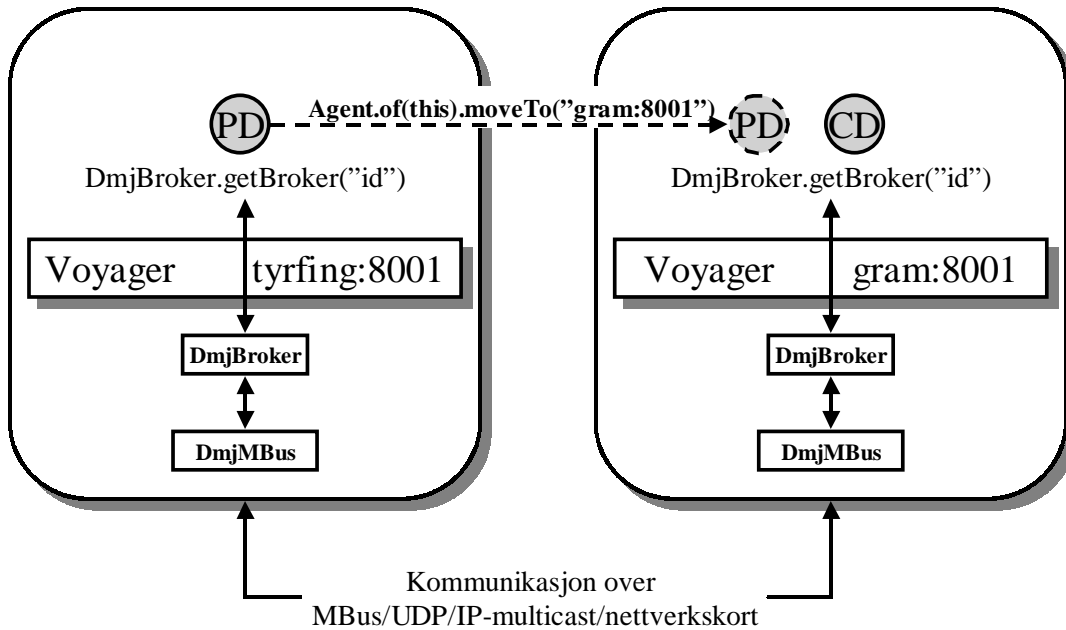 Agent.of(this).moveTo("gram:8001")
PD
PD
CD
DmjBroker.getBroker(”id”)
DmjBroker.getBroker(”id”)
Voyager tyrfing:8001
Voyager gram:8001
DmjBroker
DmjBroker
DmjMBus
DmjMBus
Kommunikasjon over
MBus/UDP/IP-multicast/nettverkskort